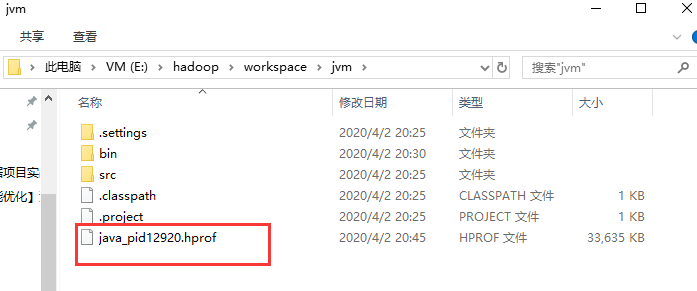 jvm
共享 查看
此电脑 VM (E:) hadoop workspace jvm 搜索"jvm"
名称 修改日期 类型 大小
.settings 2020/4/2 20:25 文件夹
bin 2020/4/2 20:30 文件夹
src 2020/4/2 20:25 文件夹
.classpath 2020/4/2 20:25 CLASSPATH 文件 1 KB
.project 2020/4/2 20:25 PROJECT 文件 1 KB
java_pid12920.hprof 2020/4/2 20:45 HPROF 文件 33,635 KB
据项目实
能优化】